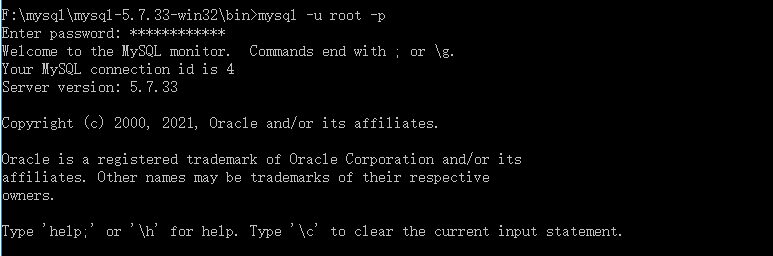 F:\mysql\mysql-5.7.33-win32\bin>mysql -u root -p
Enter password: ************
Welcome to the MySQL monitor.  Commands end with ; or \g.
Your MySQL connection id is 4
Server version: 5.7.33
Copyright (c) 2000, 2021, Oracle and/or its affiliates.
Oracle is a registered trademark of Oracle Corporation and/or its
affiliates. Other names may be trademarks of their respective
owners.
Type 'help;' or '\h' for help. Type '\c' to clear the current input statement.